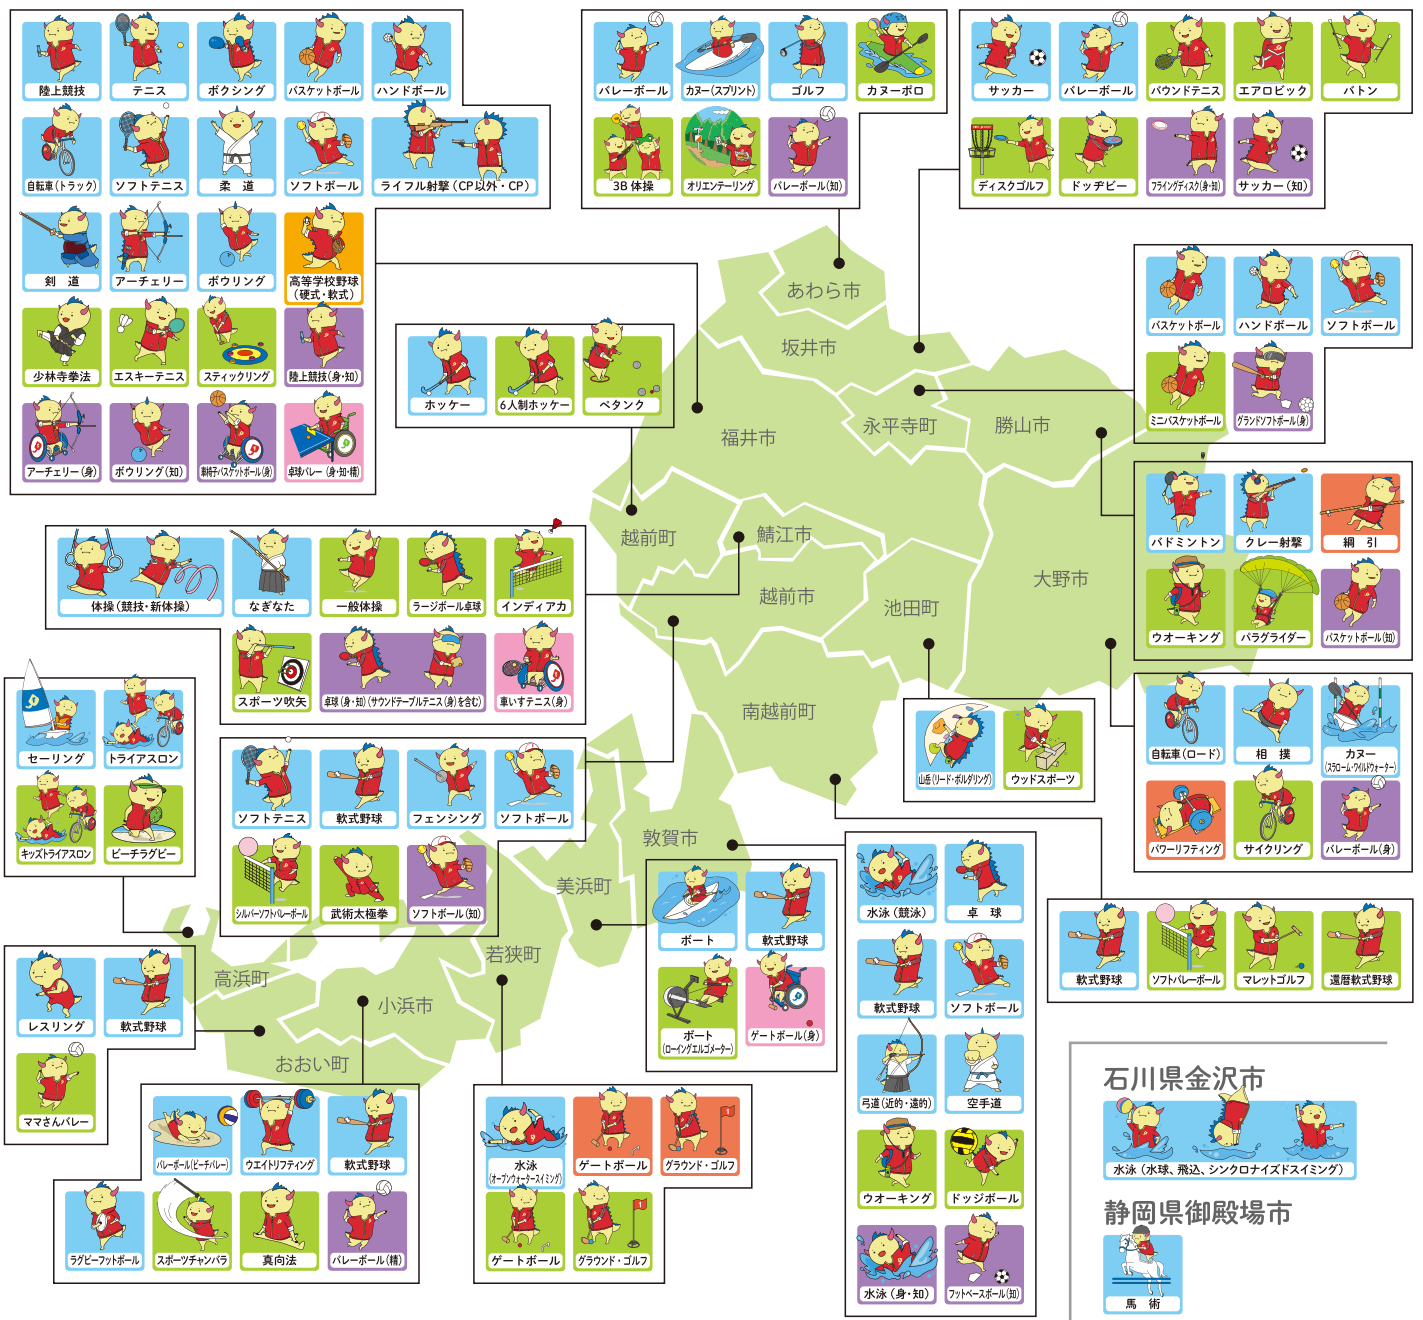 陸上競技
テニス
ボクシング
バスケットボール
ハンドボール
自転車(トラック)
ソフトテニス
柔道
ソフトボール
ライフル射撃(CP以外・CP)
剣道
アーチェリー
ボウリング
高等学校野球
(硬式・軟式)
少林寺拳法
エスキーテニス
スティックリング
陸上競技(身・知)
アーチェリー(身)
ボウリング(知)
車椅子バスケットボール(身)
卓球バレー(身・知・精)
バレーボール
カヌー(スプリント)
ゴルフ
カヌーポロ
3B体操
オリエンテーリング
バレーボール(知)
サッカー
バレーボール
バウンドテニス
エアロビック
バトン
ディスクゴルフ
ドッヂビー
フライングディスク(身・知)
サッカー(知)
バスケットボール
ハンドボール
ソフトボール
ミニバスケットボール
グランドソフトボール(身)
ホッケー
6人制ホッケー
ペタンク
あわら市
坂井市
永平寺町
勝山市
福井市
越前町
鯖江市
越前市
池田町
大野市
南越前町
敦賀市
美浜町
若狭町
高浜町
小浜市
おおい町
バドミントン
クレー射撃
綱引
ウオーキング
パラグライダー
バスケットボール(知)
体操(競技・新体操)
なぎなた
一般体操
ラージボール卓球
インディアカ
スポーツ吹矢
卓球(身・知)(サウンドテーブルテニス(身)を含む)
車いすテニス(身)
セーリング
トライアスロン
キッズトライアスロン
ビーチラグビー
ソフトテニス
軟式野球
フェンシング
ソフトボール
シルバーソフトバレーボール
武術太極拳
ソフトボール(知)
山岳(リード・ボルダリング)
ウッドスポーツ
自転車(ロード)
相撲
カヌー
(スラローム・ワイルドウォーター)
パワーリフティング
サイクリング
バレーボール(身)
水泳(競泳)
卓球
軟式野球
ソフトボール
弓道(近的・遠的)
空手道
ウオーキング
ドッジボール
水泳(身・知)
フットベースボール(知)
ボート
軟式野球
ボート
(ローイングエルゴメーター)
ゲートボール(身)
軟式野球
ソフトバレーボール
マレットゴルフ
還暦軟式野球
レスリング
軟式野球
ママさんバレー
バレーボール(ビーチバレー)
ウエイトリフティング
軟式野球
ラグビーフットボール
スポーツチャンバラ
真向法
バレーボール(精)
水泳
(オープンウォータースイミング)
ゲートボール
グラウンド・ゴルフ
ゲートボール
グラウンド・ゴルフ
石川県金沢市
水泳(水球、飛込、シンクロナイズドスイミング)
静岡県御殿場市
馬術